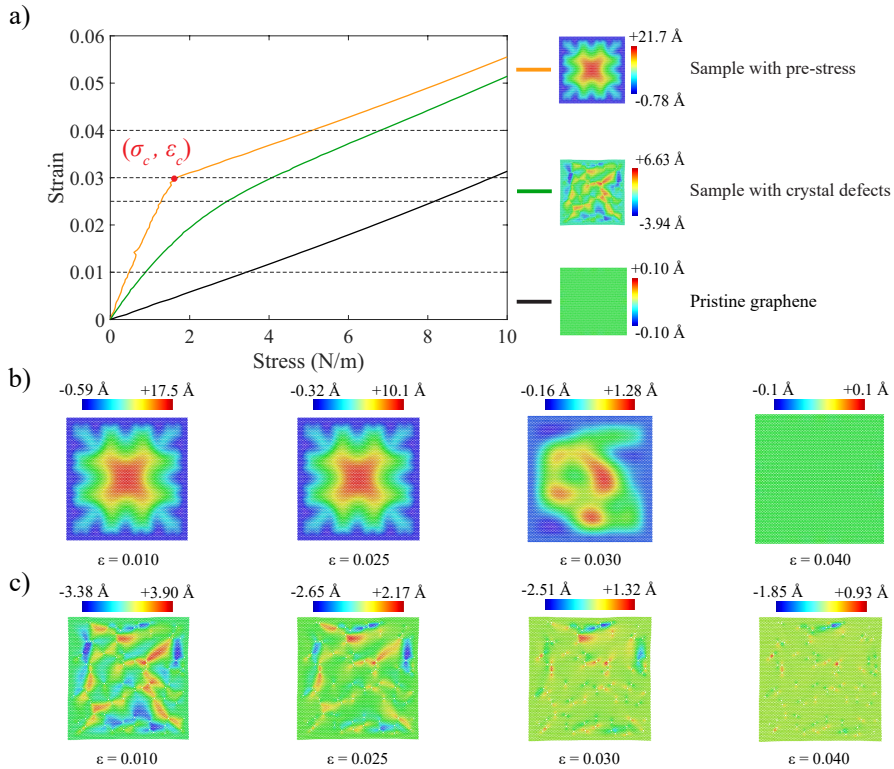 a)
0.06
0.05
0.04
0.03
0.02
0.01
0
Strain
(σc, εc)
0 2 4 6 8 10
Stress (N/m)
+21.7 Å
-0.78 Å
Sample with pre-stress
+6.63 Å
-3.94 Å
Sample with crystal defects
+0.10 Å
-0.10 Å
Pristine graphene
b)
-0.59 Å +17.5 Å -0.32 Å +10.1 Å -0.16 Å +1.28 Å -0.1 Å +0.1 Å
ε = 0.010 ε = 0.025 ε = 0.030 ε = 0.040
c)
-3.38 Å +3.90 Å -2.65 Å +2.17 Å -2.51 Å +1.32 Å -1.85 Å +0.93 Å
ε = 0.010 ε = 0.025 ε = 0.030 ε = 0.040